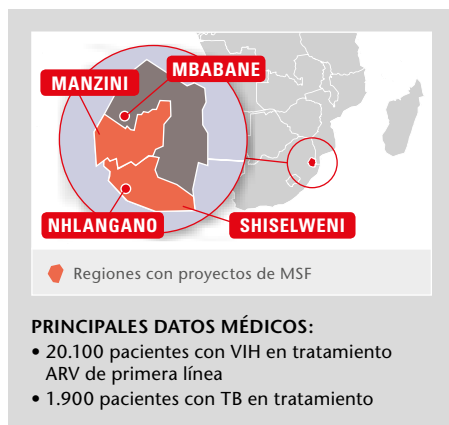 MBABANE
MANZINI
NHLANGANO
SHISELWENI
Regiones con proyectos de MSF
PRINCIPALES DATOS MÉDICOS:
• 20.100 pacientes con VIH en tratamiento
ARV de primera línea
• 1.900 pacientes con TB en tratamiento